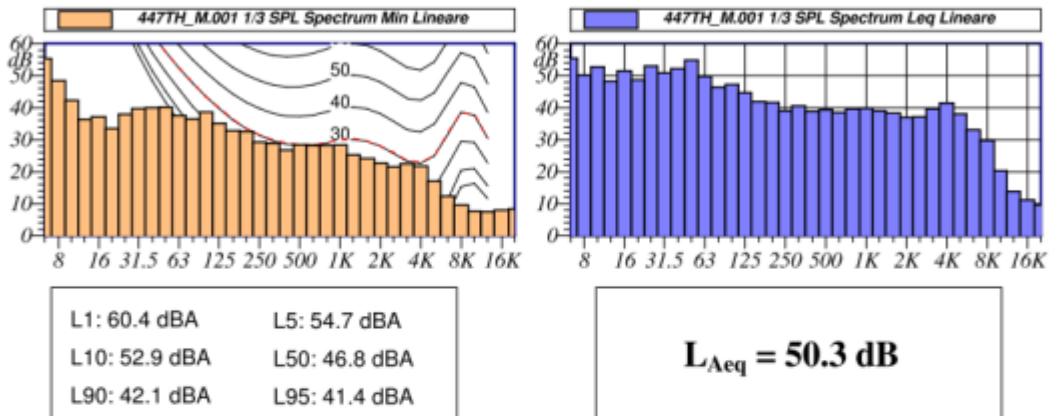 447TH_M.001 1/3 SPL Spectrum Min Lineare
60
dB
50
40
30
20
10
0
50
40
30
8 16 31.5 63 125 250 500 1K 2K 4K 8K 16K
447TH_M.001 1/3 SPL Spectrum Leq Lineare
60
dB
50
40
30
20
10
0
8 16 31.5 63 125 250 500 1K 2K 4K 8K 16K
L1: 60.4 dBA L5: 54.7 dBA
L10: 52.9 dBA L50: 46.8 dBA
L90: 42.1 dBA L95: 41.4 dBA
LAeq = 50.3 dB